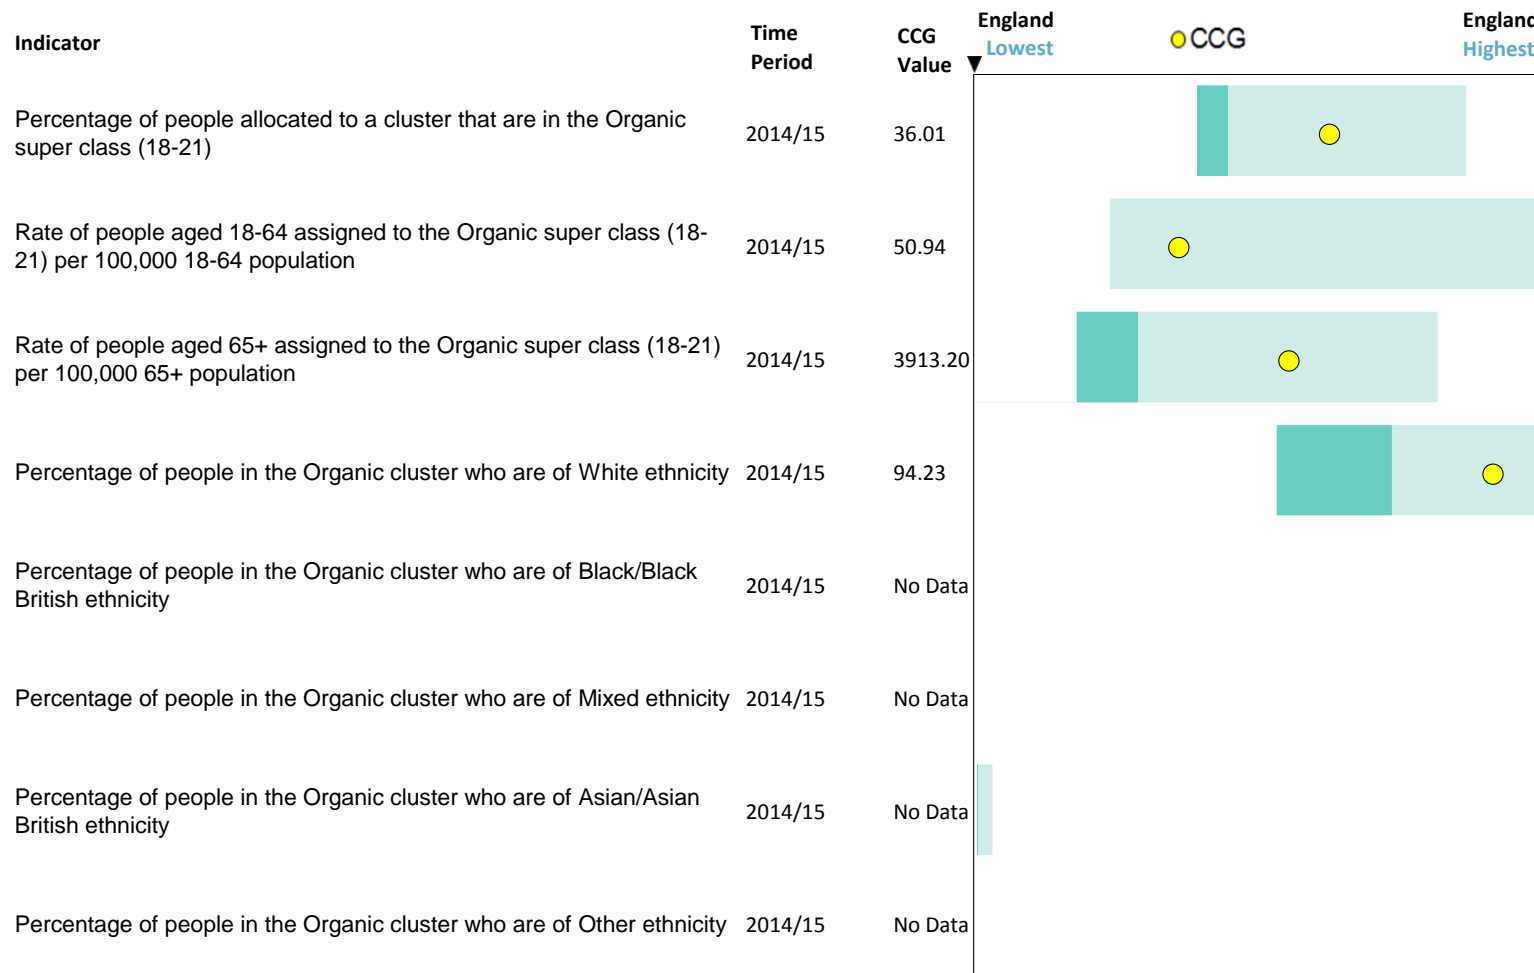 Indicator
Time
Period
CCG
Value
England
Lowest
CCG
England
Highest
Percentage of people allocated to a cluster that are in the Organic
super class (18-21)
2014/15
36.01
Rate of people aged 18-64 assigned to the Organic super class (18-
21) per 100,000 18-64 population
2014/15
50.94
Rate of people aged 65+ assigned to the Organic super class (18-21)
per 100,000 65+ population
2014/15
3913.20
Percentage of people in the Organic cluster who are of White ethnicity
2014/15
94.23
Percentage of people in the Organic cluster who are of Black/Black
British ethnicity
2014/15
No Data
Percentage of people in the Organic cluster who are of Mixed ethnicity
2014/15
No Data
Percentage of people in the Organic cluster who are of Asian/Asian
British ethnicity
2014/15
No Data
Percentage of people in the Organic cluster who are of Other ethnicity
2014/15
No Data